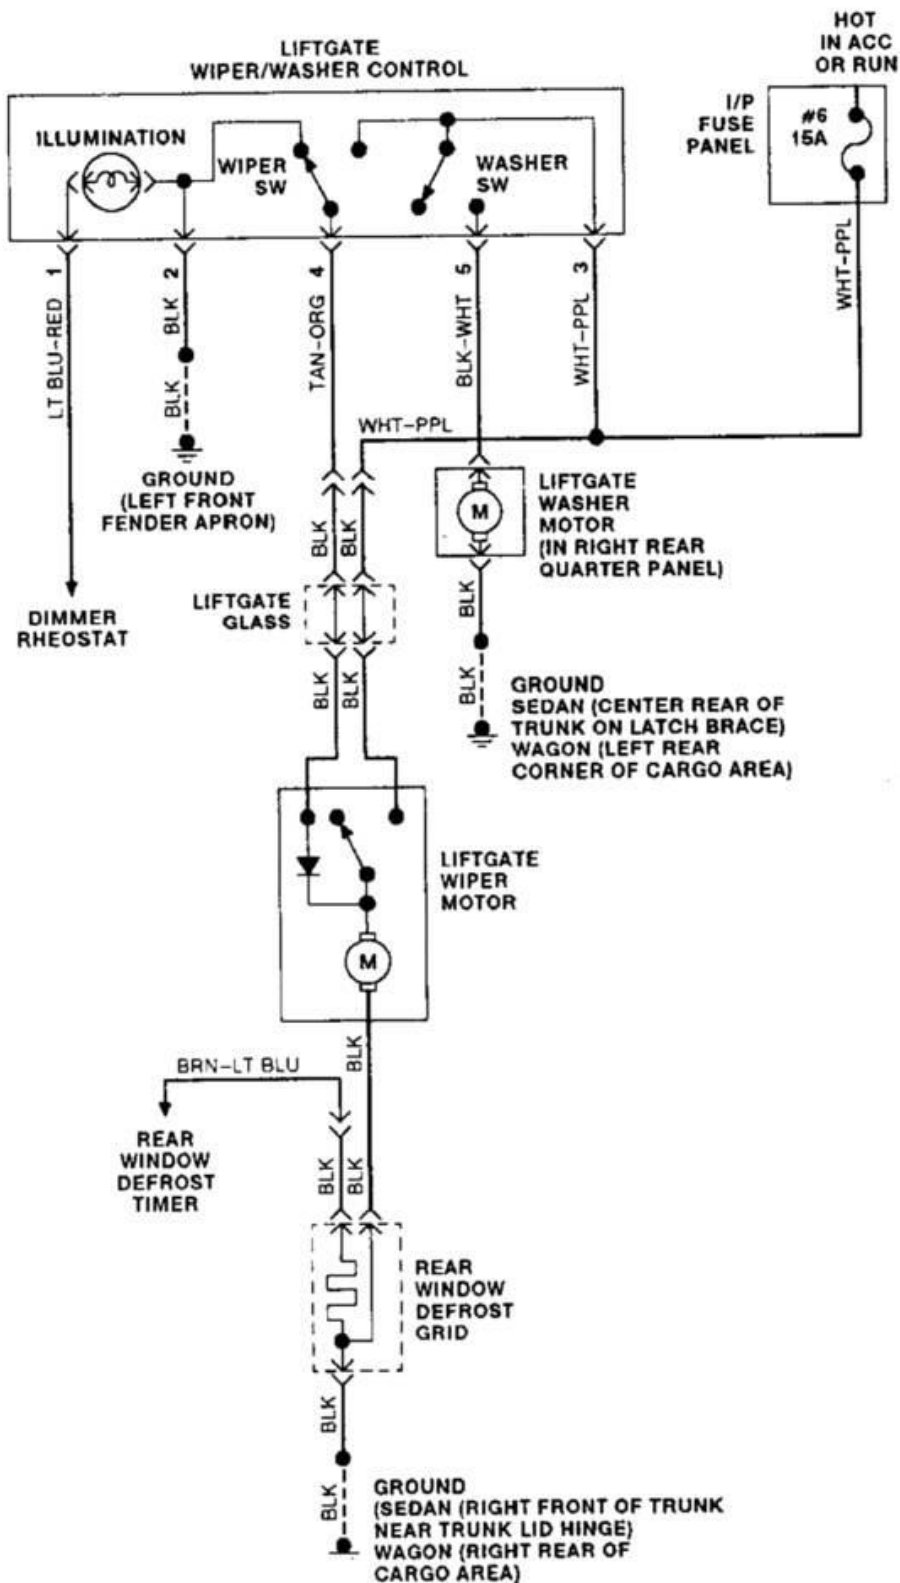 HOT
IN ACC
OR RUN
LIFTGATE
WIPER/WASHER CONTROL
I/P
FUSE
PANEL
#6
15A
ILLUMINATION
WIPER
SW
WASHER
SW
1
2
4
5
3
LT BLU-RED
BLK
TAN-ORG
BLK-WHT
WHT-PPL
WHT-PPL
BLK
WHT-PPL
GROUND
(LEFT FRONT
FENDER APRON)
LIFTGATE
WASHER
MOTOR
(IN RIGHT REAR
QUARTER PANEL)
M
BLK
BLK
BLK
LIFTGATE
GLASS
DIMMER
RHEOSTAT
BLK
BLK
BLK
GROUND
SEDAN (CENTER REAR OF
TRUNK ON LATCH BRACE)
WAGON (LEFT REAR
CORNER OF CARGO AREA)
LIFTGATE
WIPER
MOTOR
M
BLK
BRN-LT BLU
REAR
WINDOW
DEFROST
TIMER
BLK
BLK
REAR
WINDOW
DEFROST
GRID
BLK
BLK
GROUND
(SEDAN (RIGHT FRONT OF TRUNK
NEAR TRUNK LID HINGE)
WAGON (RIGHT REAR OF
CARGO AREA)